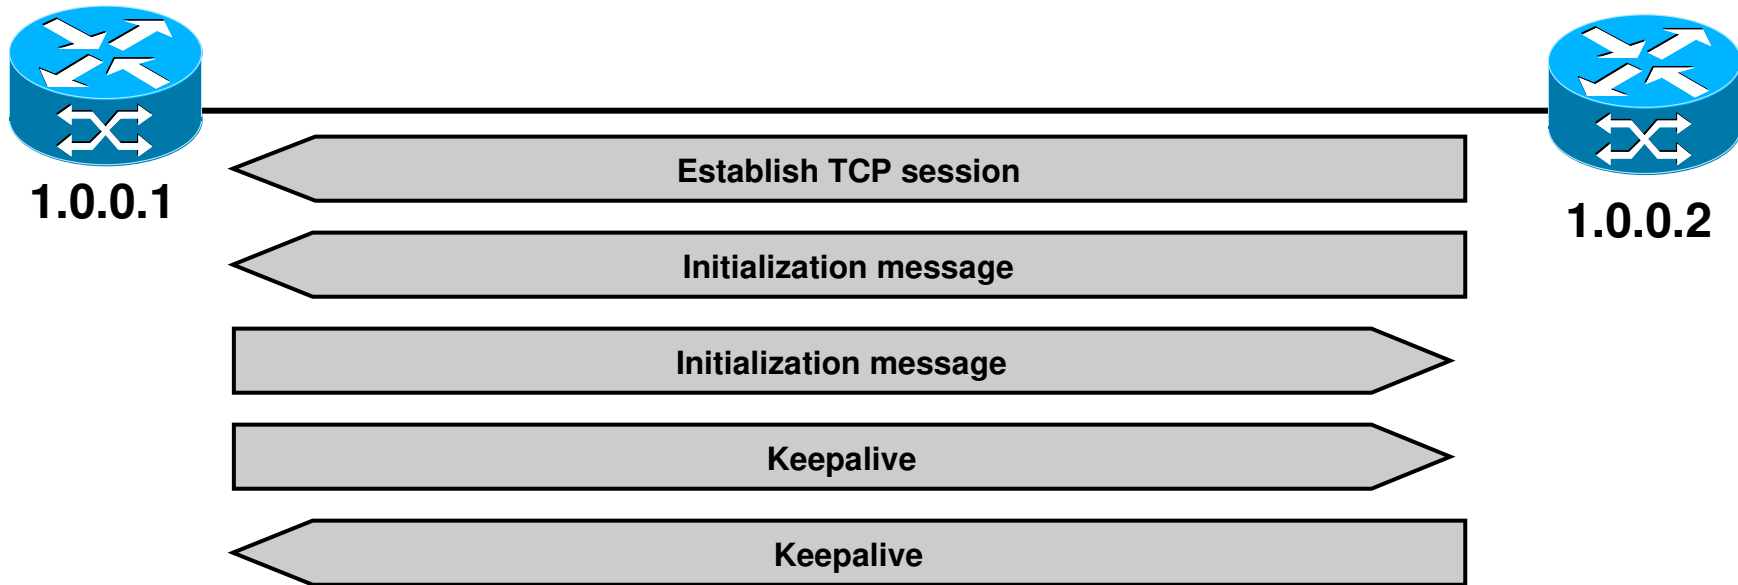 Establish TCP session
1.0.0.1
1.0.0.2
Initialization message
Initialization message
Keepalive
Keepalive